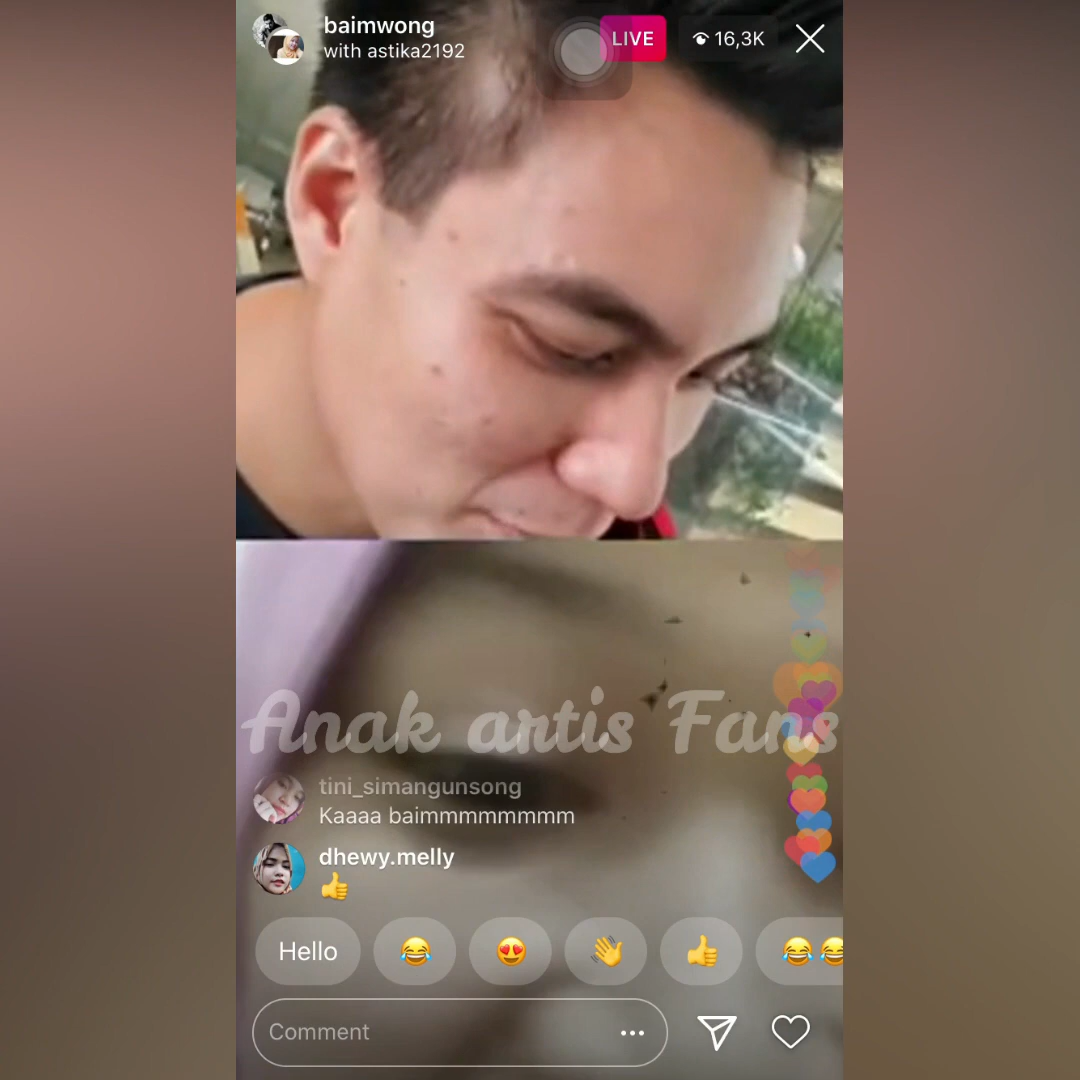 baimwong
with astika2192
LIVE
16,3K
Anak artis Fans
tini_simangunsong
Kaaaa baimmmmmmmm
dhewy.melly
👍
Hello 😂 😍 👋 👍 😂😂
Comment